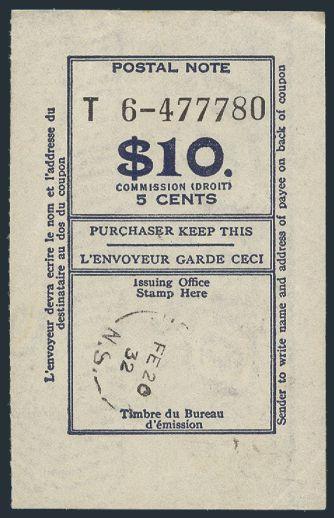 POSTAL NOTE
T 6-477780
$10.
COMMISSION (DROIT)
5 CENTS
PURCHASER KEEP THIS
L'ENVOYEUR GARDE CECI
Issuing Office
Stamp Here
FE 20
32
N.S.
Timbre du Bureau
d'émission
L'envoyeur devra ecrire le nom et l'addresse du
destinataire au dos du coupon
Sender to write name and address of payee on back of coupon